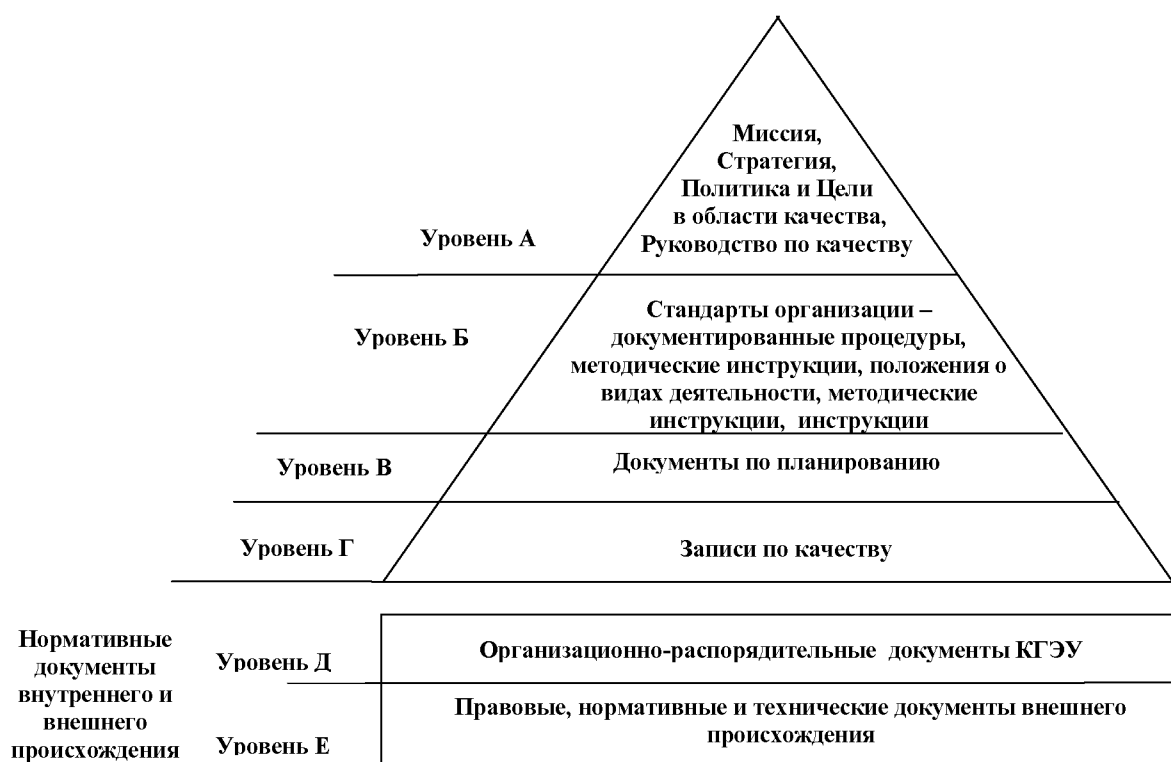 Миссия,
Стратегия,
Политика и Цели
в области качества,
Руководство по качеству
Уровень А
Стандарты организации –
документированные процедуры,
методические инструкции, положения о
видах деятельности, методические
инструкции, инструкции
Уровень Б
Уровень В
Документы по планированию
Уровень Г
Записи по качеству
Нормативные
документы
внутреннего и
внешнего
происхождения
Уровень Д
Организационно-распорядительные документы КГЭУ
Уровень Е
Правовые, нормативные и технические документы внешнего
происхождения